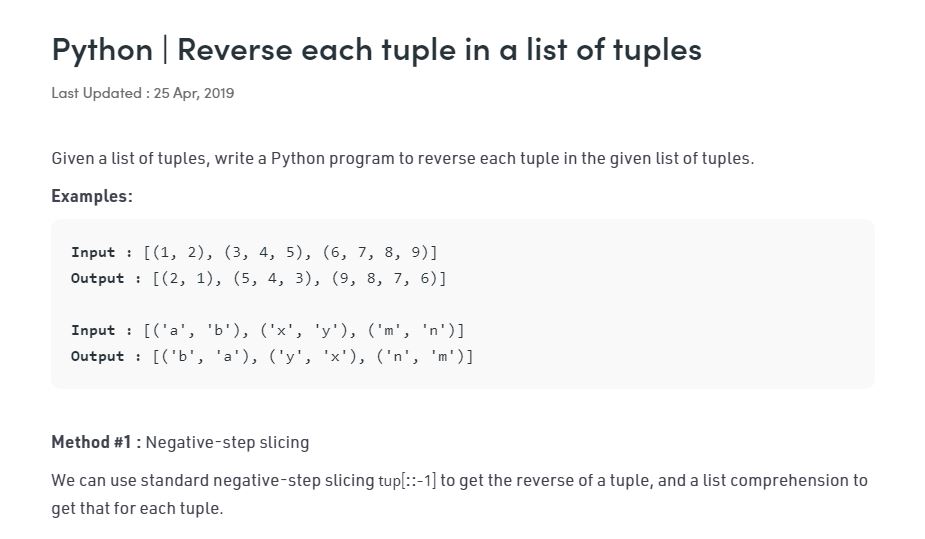 Python | Reverse each tuple in a list of tuples
Last Updated : 25 Apr, 2019
Given a list of tuples, write a Python program to reverse each tuple in the given list of tuples.
Examples:
Input : [(1, 2), (3, 4, 5), (6, 7, 8, 9)]
Output : [(2, 1), (5, 4, 3), (9, 8, 7, 6)]
Input : [('a', 'b'), ('x', 'y'), ('m', 'n')]
Output : [('b', 'a'), ('y', 'x'), ('n', 'm')]
Method #1 : Negative-step slicing
We can use standard negative-step slicing tup[::-1] to get the reverse of a tuple, and a list comprehension to
get that for each tuple.